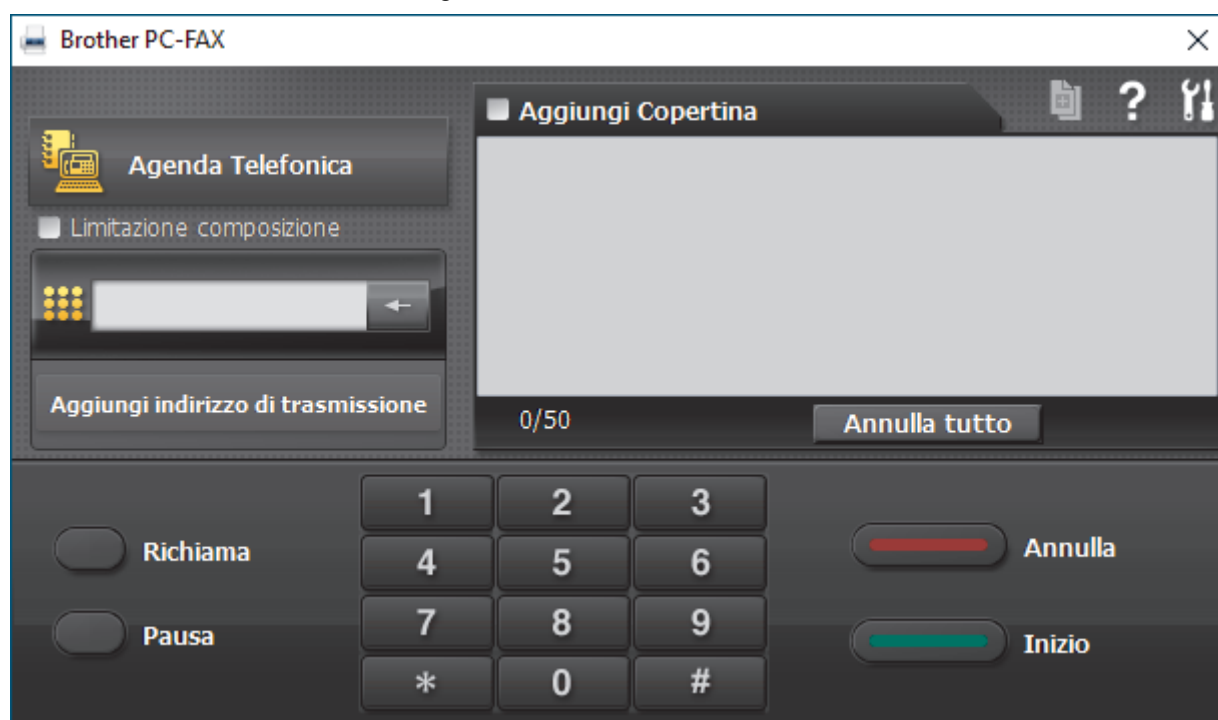 Brother PC-FAX
Aggiungi Copertina
?
Agenda Telefonica
Limitazione composizione
Aggiungi indirizzo di trasmissione
0/50
Annulla tutto
1 2 3
4 5 6
7 8 9
* 0 #
Richiama
Pausa
Annulla
Inizio